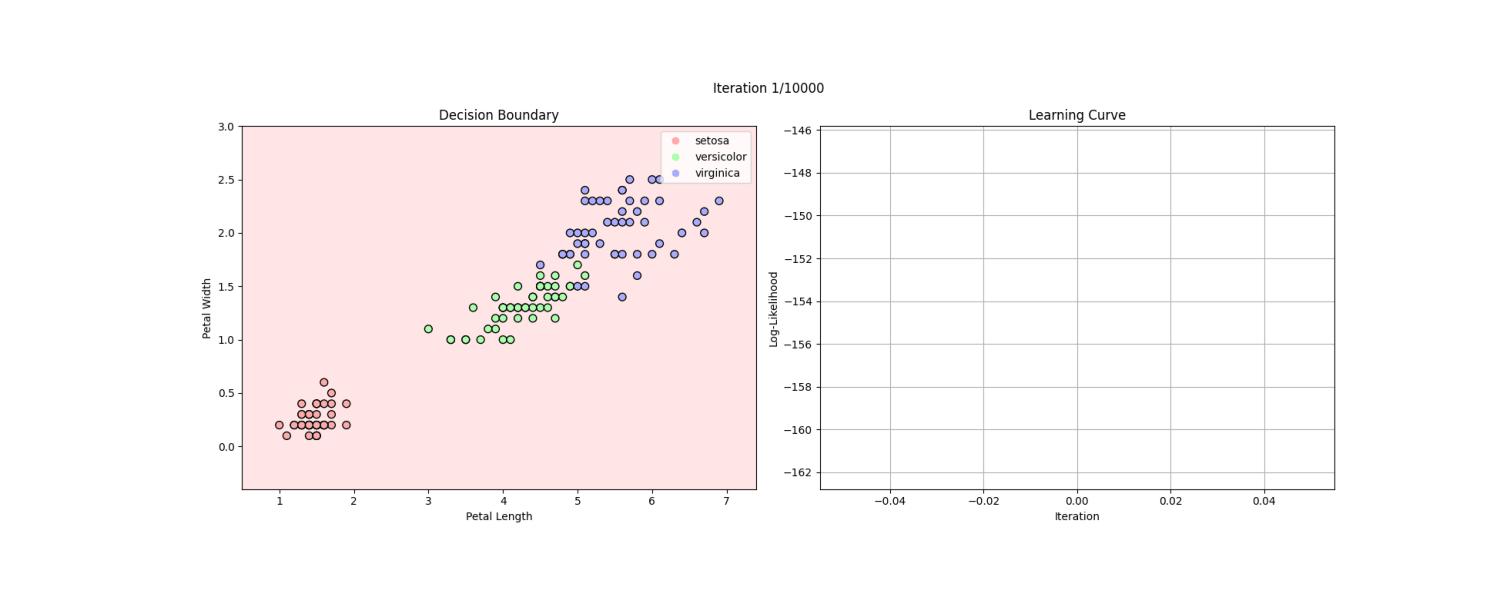 Iteration 1/10000
Decision Boundary
3.0
2.5
2.0
1.5
1.0
0.5
0.0
Petal Width
setosa
versicolor
virginica
1 2 3 4 5 6 7
Petal Length
Learning Curve
−146
−148
−150
−152
−154
−156
−158
−160
−162
Log-Likelihood
−0.04 −0.02 0.00 0.02 0.04
Iteration